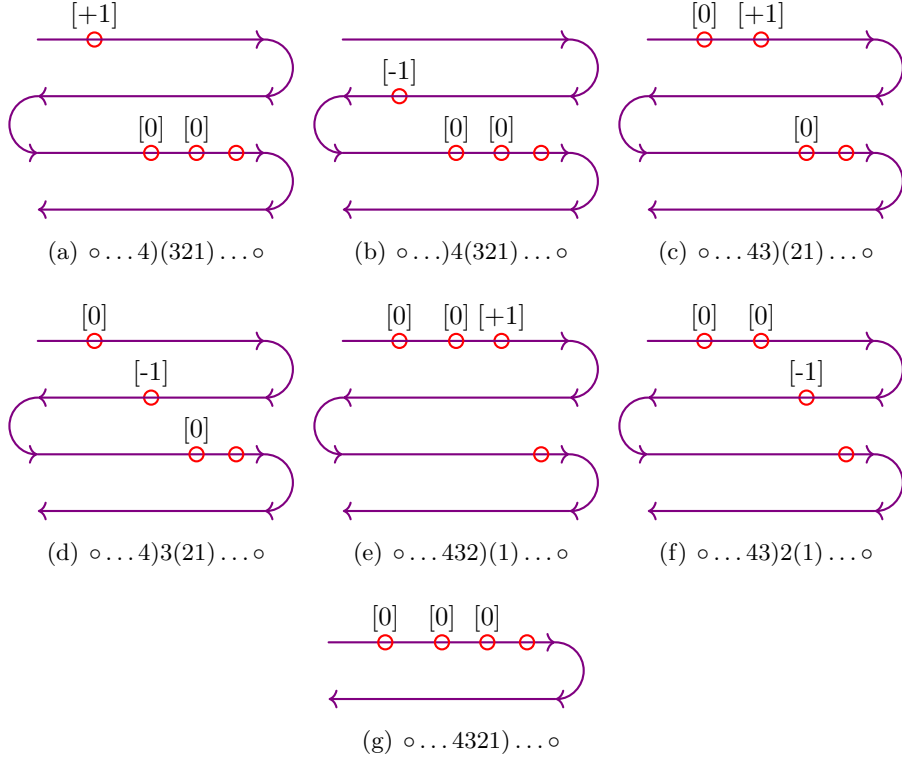 [+1]
[0] [0]
(a) ∘ … 4)(321) … ∘
[-1]
[0] [0]
(b) ∘ … )4(321) … ∘
[0] [+1]
[0]
(c) ∘ … 43)(21) … ∘
[0]
[-1]
[0]
(d) ∘ … 4)3(21) … ∘
[0] [0] [+1]
(e) ∘ … 432)(1) … ∘
[0] [0]
[-1]
(f) ∘ … 43)2(1) … ∘
[0] [0] [0]
(g) ∘ … 4321) … ∘